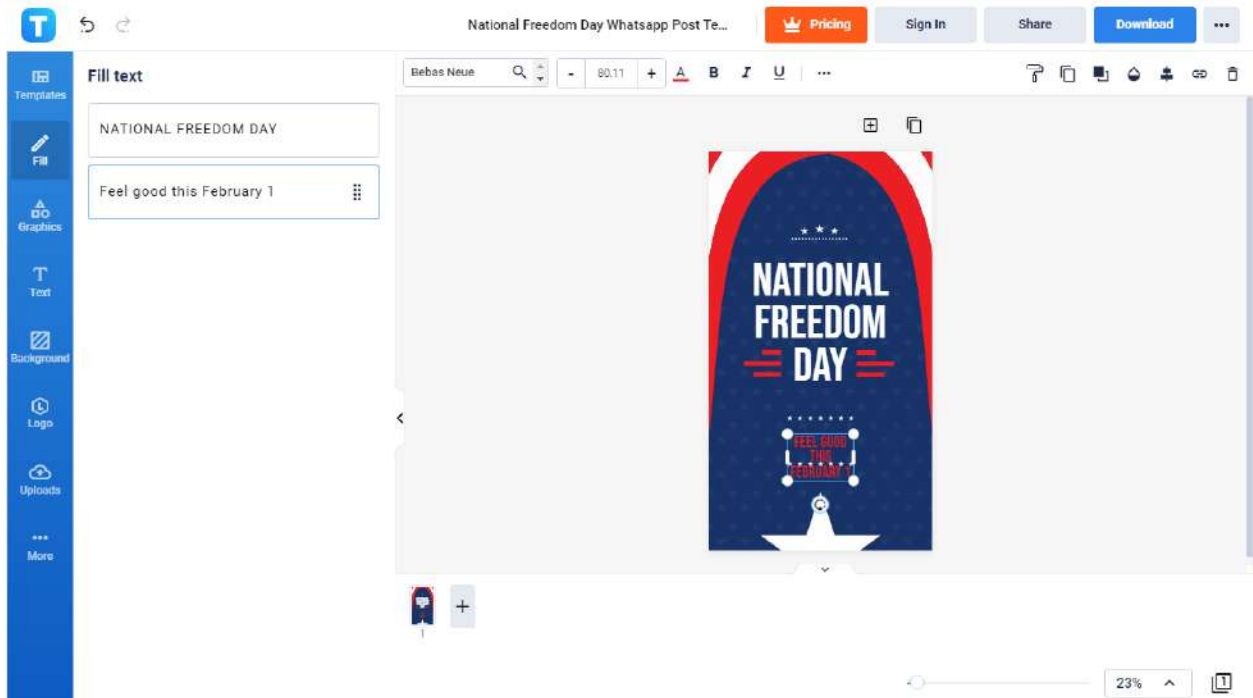 T
National Freedom Day Whatsapp Post Te...
Pricing
Sign In
Share
Download
Templates
Fill
Graphics
Text
Background
Logo
Uploads
More
Fill text
NATIONAL FREEDOM DAY
Feel good this February 1
Bebas Neue
- 80.11 +
A B I U
NATIONAL
FREEDOM
DAY
FEEL GOOD
THIS
FEBRUARY 1
1
+
23%
1